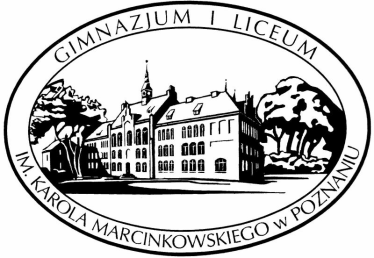 GIMNAZJUM I LICEUM
IM. KAROLA MARCINKOWSKIEGO w POZNANIU